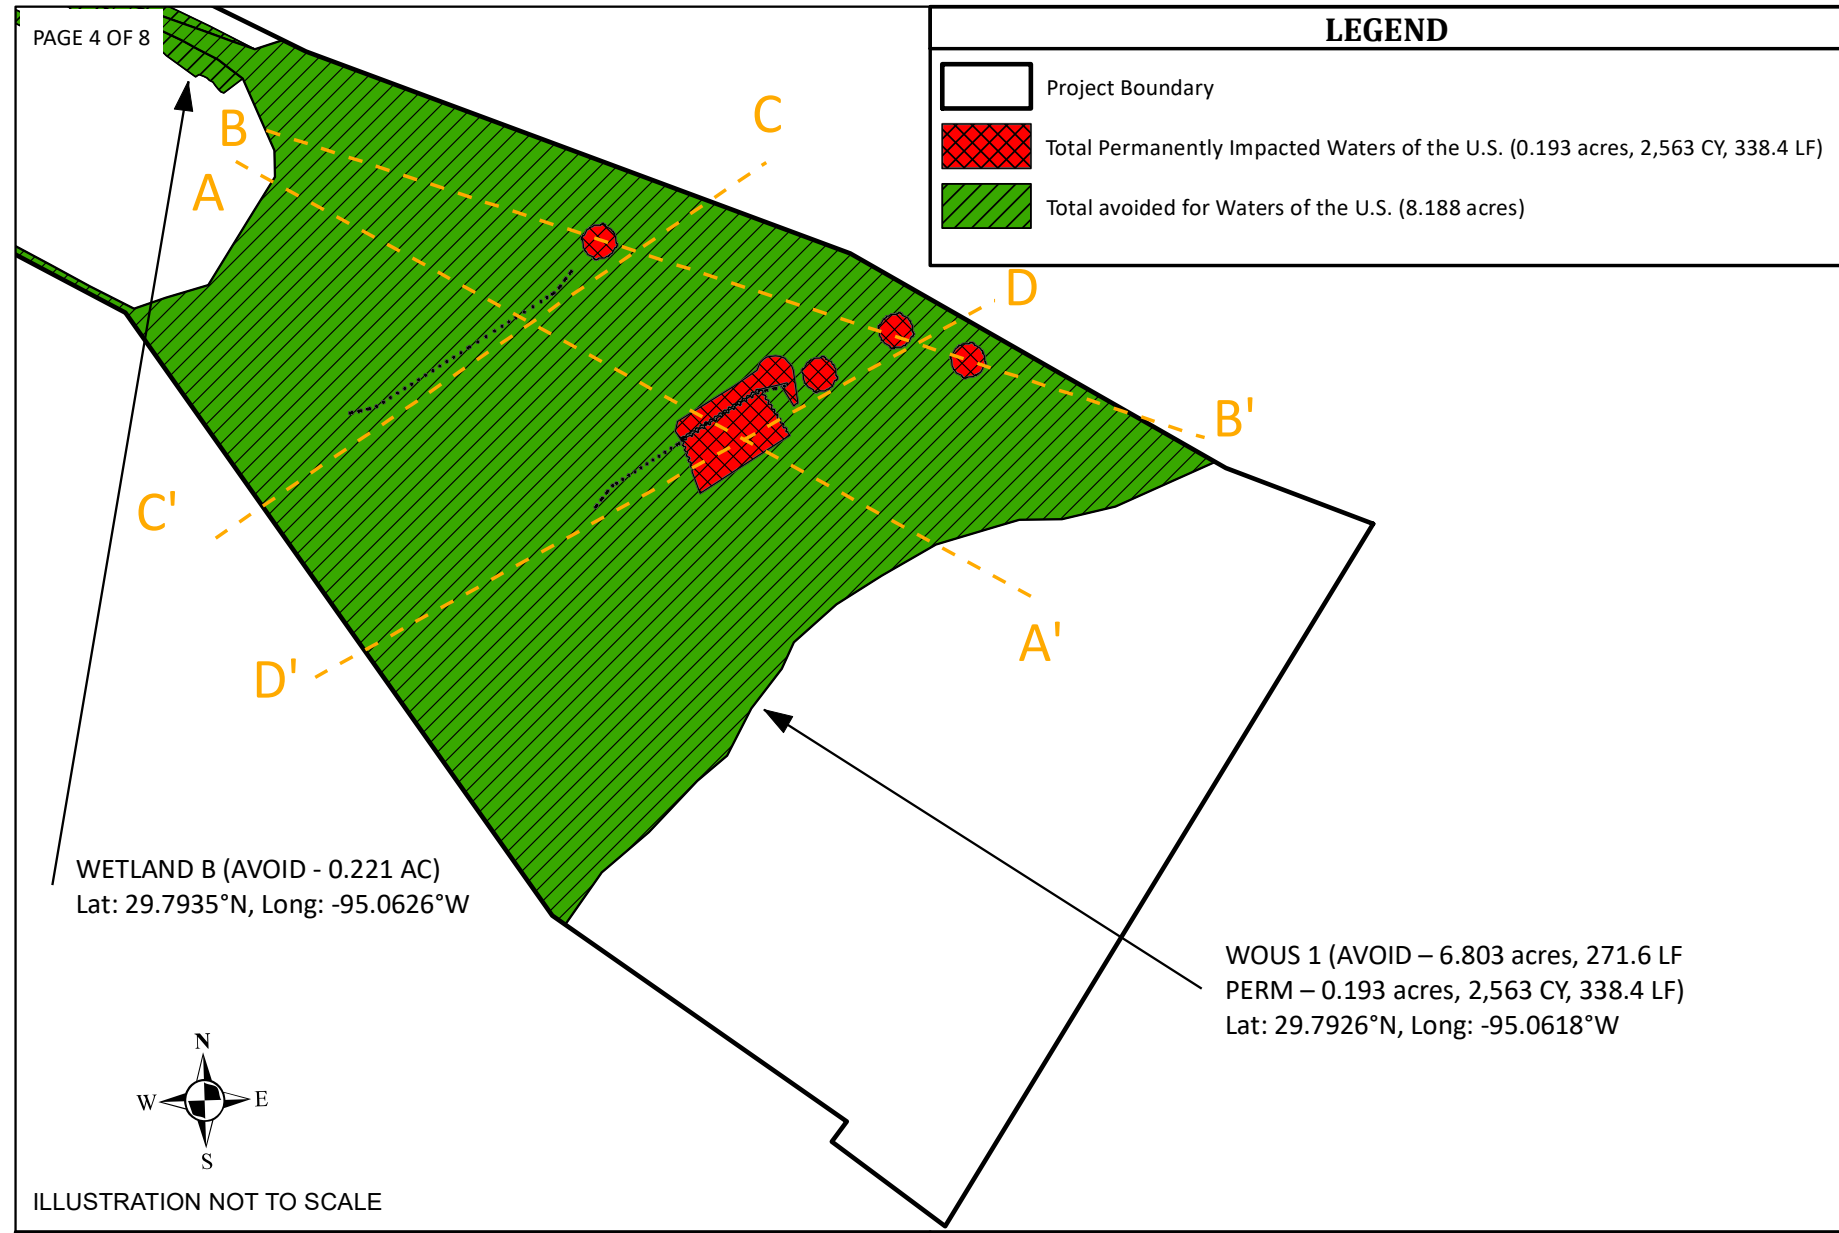 PAGE 4 OF 8
LEGEND
Project Boundary
Total Permanently Impacted Waters of the U.S. (0.193 acres, 2,563 CY, 338.4 LF)
Total avoided for Waters of the U.S. (8.188 acres)
B
A
C
D
B'
C'
A'
D'
WETLAND B (AVOID - 0.221 AC)
Lat: 29.7935°N, Long: -95.0626°W
WOUS 1 (AVOID – 6.803 acres, 271.6 LF
PERM – 0.193 acres, 2,563 CY, 338.4 LF)
Lat: 29.7926°N, Long: -95.0618°W
N
W
E
S
ILLUSTRATION NOT TO SCALE